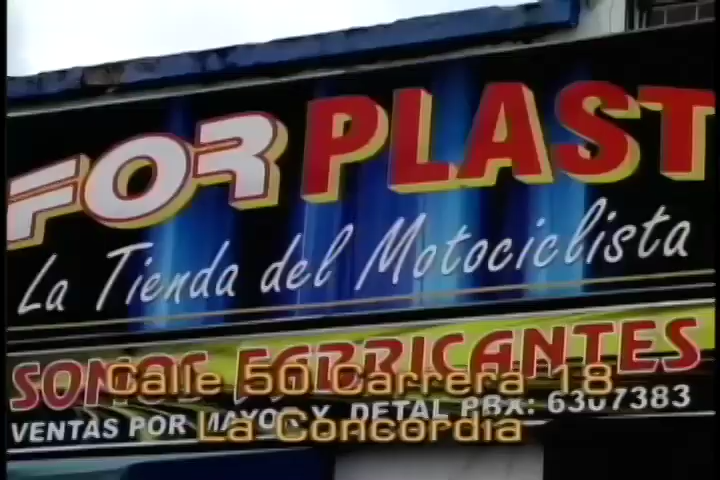 FOR PLAST
La Tienda del Motociclista
SOMOS FABRICANTES
Calle 50 Carrera 18
VENTAS POR MAYOR Y DETAL PBX: 6307383
La Concordia